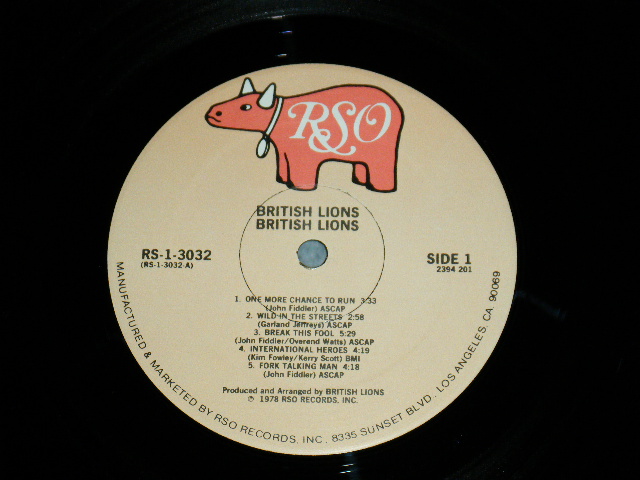 RSO
BRITISH LIONS
BRITISH LIONS
RS-1-3032
(RS-1-3032-A)
SIDE 1
2394 201
1. ONE MORE CHANCE TO RUN 3:33
(John Fiddler) ASCAP
2. WILD IN THE STREETS 2:58
(Garland Jeffreys) ASCAP
3. BREAK THIS FOOL 5:29
(John Fiddler/Overend Watts) ASCAP
4. INTERNATIONAL HEROES 4:19
(Kim Fowley/Kerry Scott) BMI
5. FORK TALKING MAN 4:18
(John Fiddler) ASCAP
Produced and Arranged by BRITISH LIONS
℗ 1978 RSO RECORDS, INC.
MANUFACTURED & MARKETED BY RSO RECORDS, INC. 8335 SUNSET BLVD. LOS ANGELES, CA. 90069